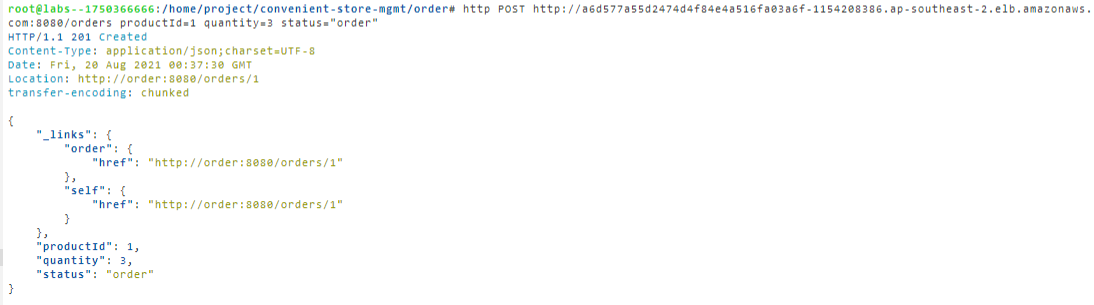 root@labs--1750366666:/home/project/convenient-store-mgmt/order# http POST http://a6d577a55d2474d4f84e4a516fa03a6f-1154208386.ap-southeast-2.elb.amazonaws.
com:8080/orders productId=1 quantity=3 status="order"
HTTP/1.1 201 Created
Content-Type: application/json;charset=UTF-8
Date: Fri, 20 Aug 2021 00:37:30 GMT
Location: http://order:8080/orders/1
transfer-encoding: chunked

{
    "_links": {
        "order": {
            "href": "http://order:8080/orders/1"
        },
        "self": {
            "href": "http://order:8080/orders/1"
        }
    },
    "productId": 1,
    "quantity": 3,
    "status": "order"
}